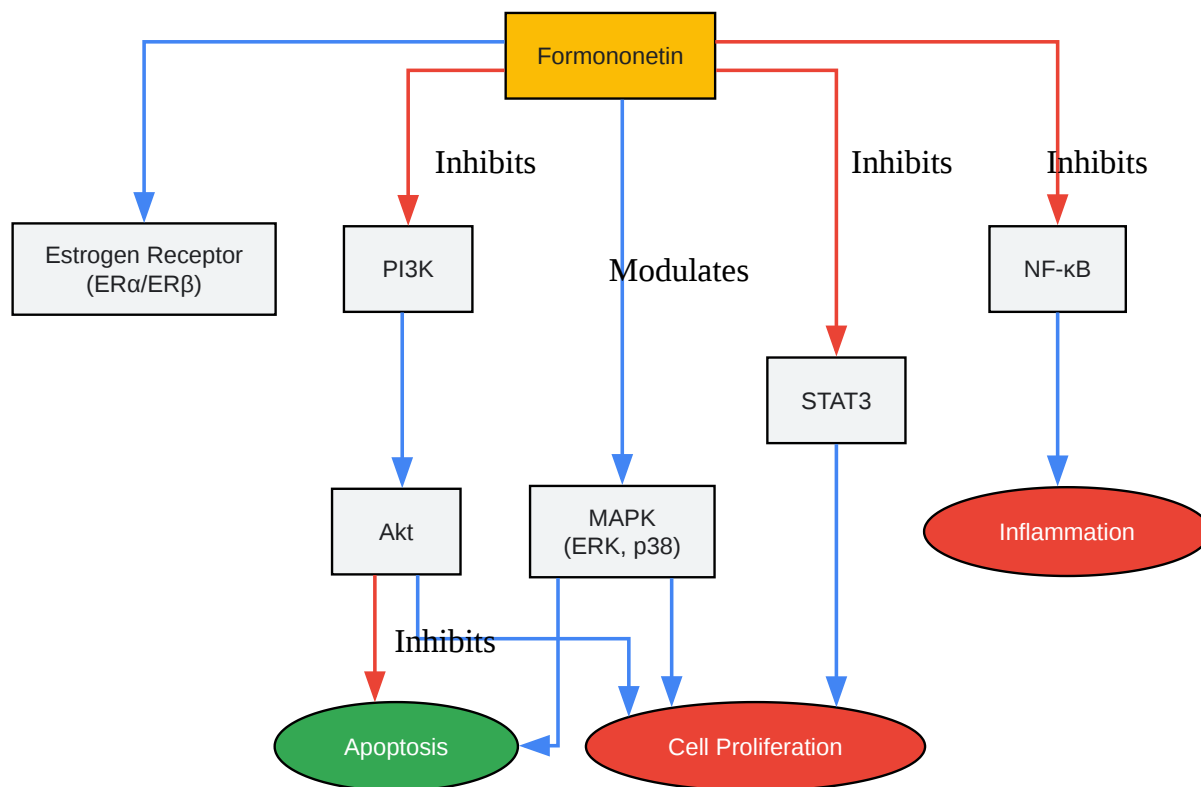 Formononetin
Inhibits
Inhibits
Inhibits
Estrogen Receptor
(ERα/ERβ)
PI3K
Modulates
NF-κB
STAT3
Akt
MAPK
(ERK, p38)
Inflammation
Inhibits
Apoptosis
Cell Proliferation